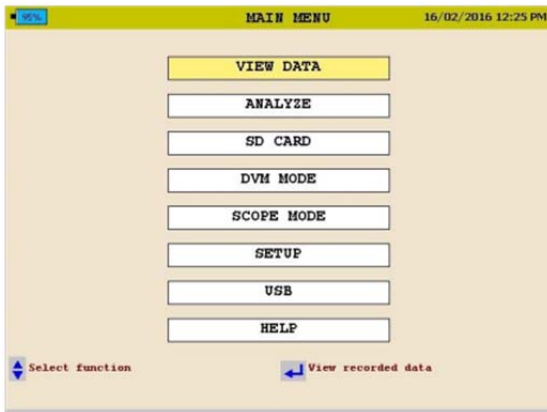 95% MAIN MENU 16/02/2016 12:25 PM
VIEW DATA
ANALYZE
SD CARD
DVM MODE
SCOPE MODE
SETUP
USB
HELP
Select function View recorded data